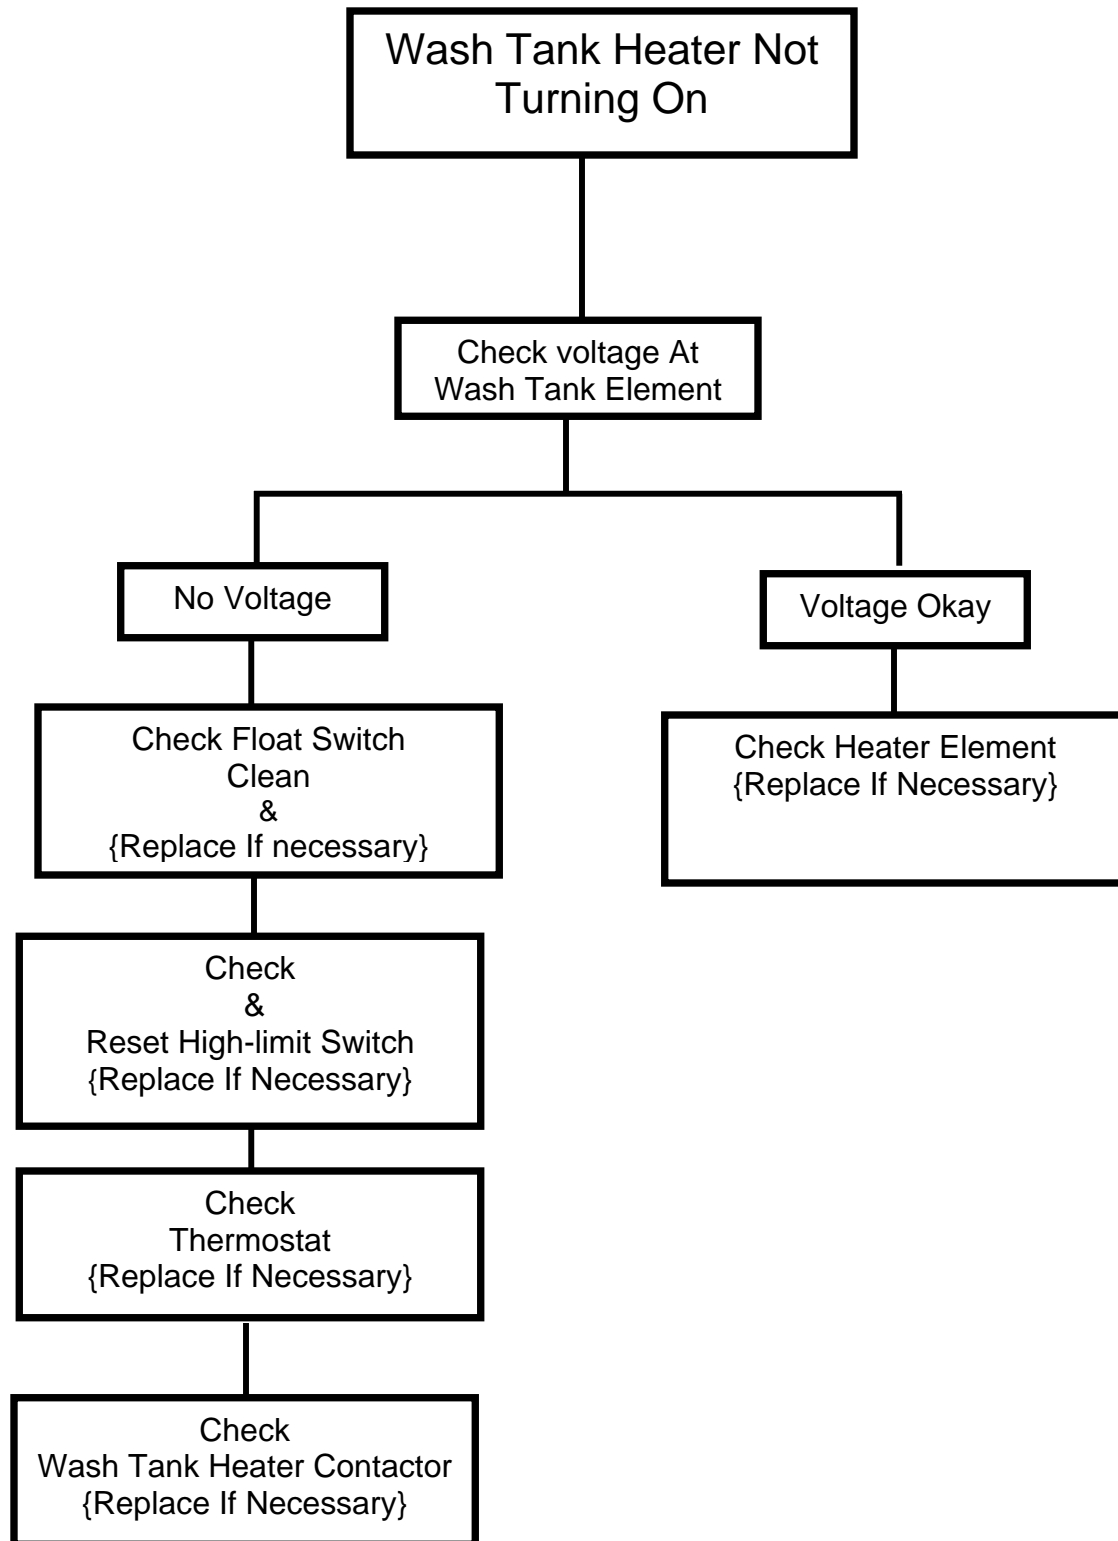 Wash Tank Heater Not
Turning On
Check voltage At
Wash Tank Element
No Voltage
Voltage Okay
Check Float Switch
Clean
&
{Replace If necessary}
Check Heater Element
{Replace If Necessary}
Check
&
Reset High-limit Switch
{Replace If Necessary}
Check
Thermostat
{Replace If Necessary}
Check
Wash Tank Heater Contactor
{Replace If Necessary}